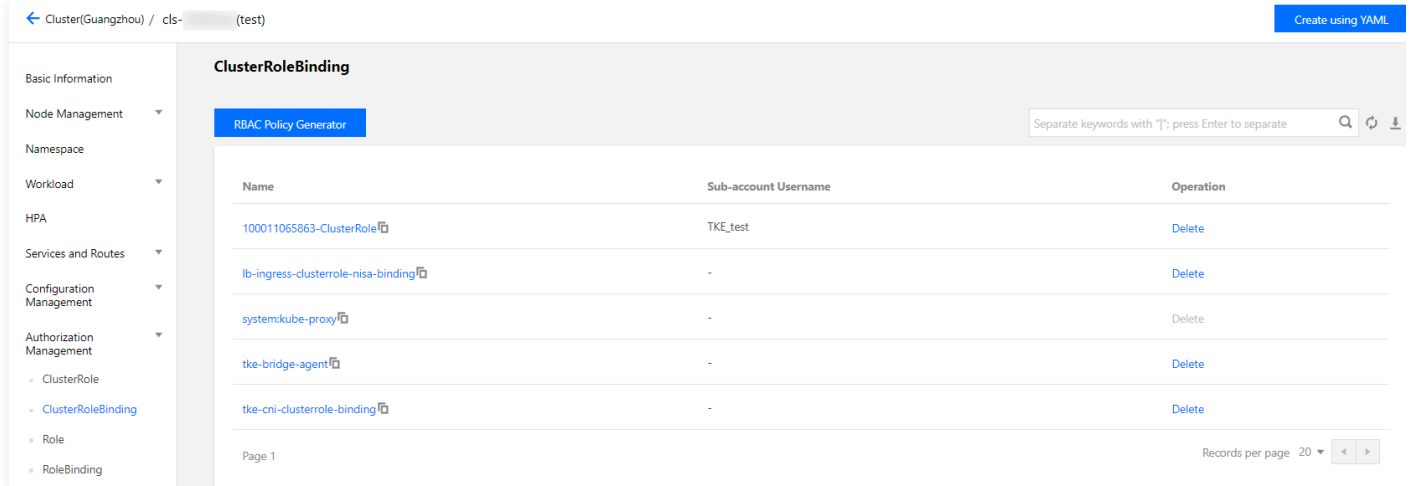 Cluster(Guangzhou) / cls- (test)
Create using YAML
Basic Information
Node Management
Namespace
Workload
HPA
Services and Routes
Configuration
Management
Authorization
Management
ClusterRole
ClusterRoleBinding
Role
RoleBinding
ClusterRoleBinding
RBAC Policy Generator
Separate keywords with "|"; press Enter to separate
Name Sub-account Username Operation
100011065863-ClusterRole TKE_test Delete
lb-ingress-clusterrole-nisa-binding - Delete
system:kube-proxy - Delete
tke-bridge-agent - Delete
tke-cni-clusterrole-binding - Delete
Page 1 Records per page 20